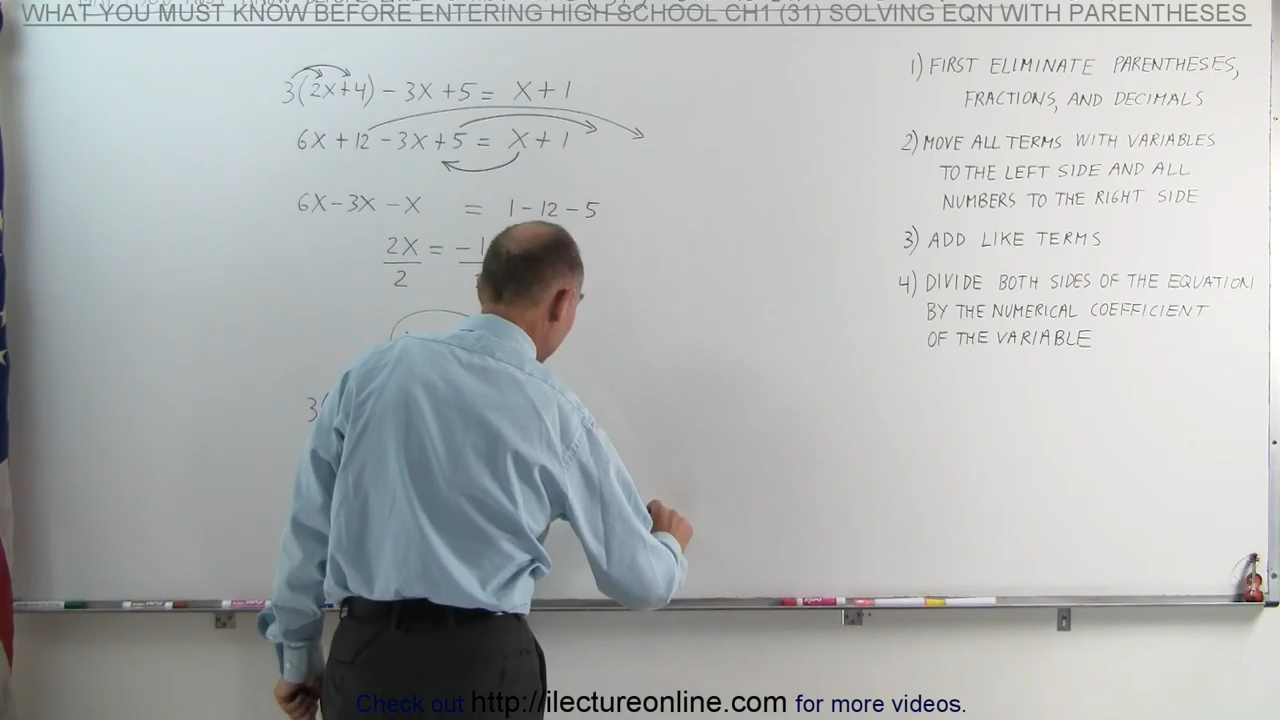 WHAT YOU MUST KNOW BEFORE ENTERING HIGH SCHOOL CH1 (31) SOLVING EQN WITH PARENTHESES
3(2X+4) - 3X +5 = X+1
6X + 12 - 3X + 5 = X + 1
6X - 3X - X = 1 - 12 - 5
2X = -1
2
2
3(
1) FIRST ELIMINATE PARENTHESES,
FRACTIONS, AND DECIMALS
2) MOVE ALL TERMS WITH VARIABLES
TO THE LEFT SIDE AND ALL
NUMBERS TO THE RIGHT SIDE
3) ADD LIKE TERMS
4) DIVIDE BOTH SIDES OF THE EQUATION
BY THE NUMERICAL COEFFICIENT
OF THE VARIABLE
Check out http://ilectureonline.com for more videos.